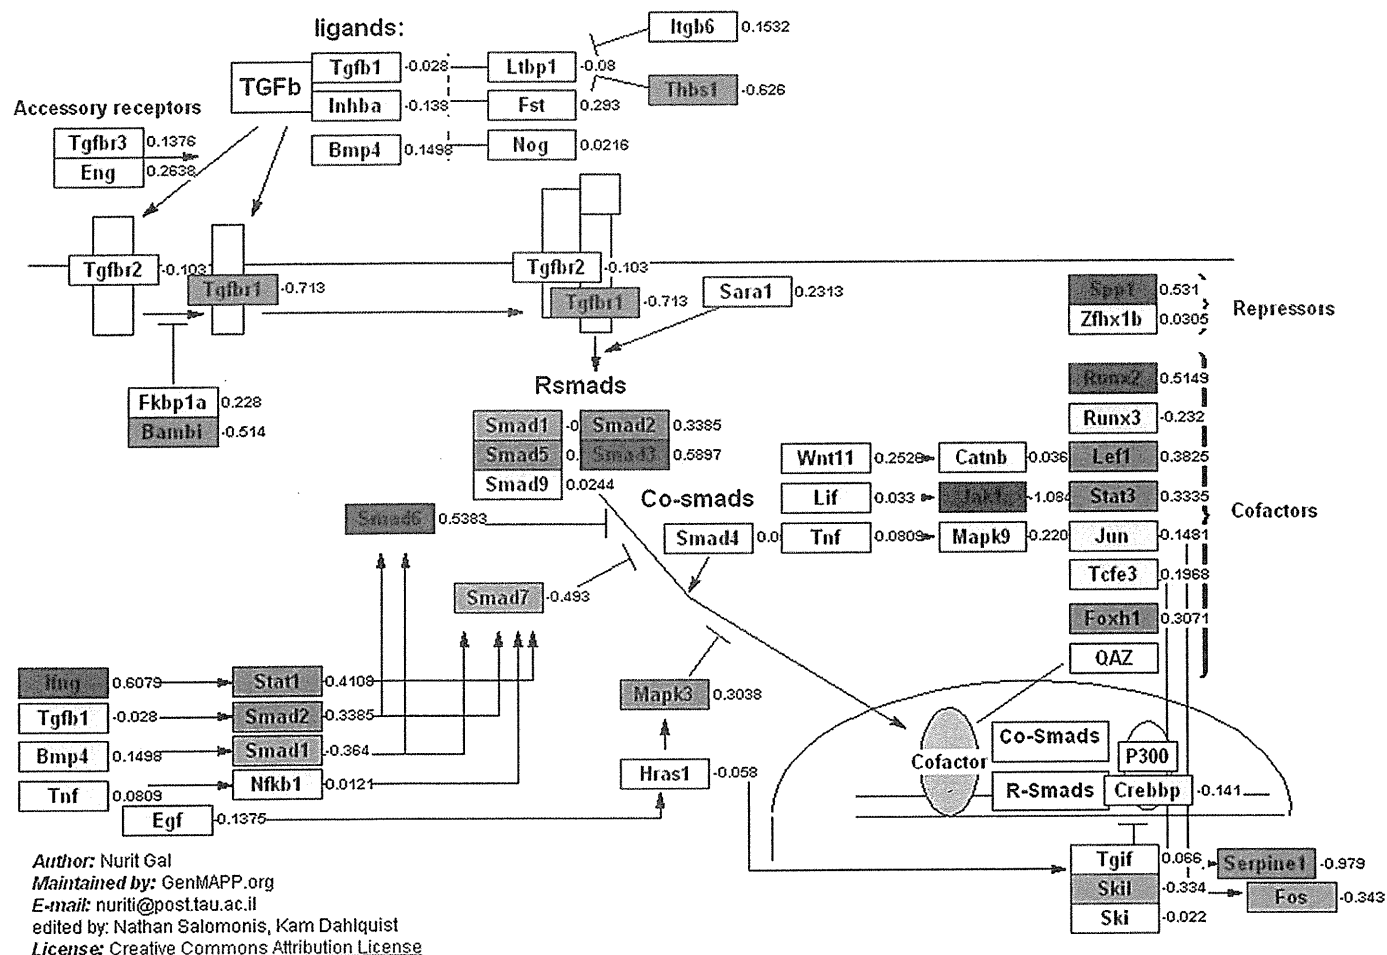 ligands:
Itgb6 0.1532
Tgfb1 -0.028
Ltbp1 -0.08
TGFb
Thbs1 -0.626
Inhba -0.138
Fst 0.293
Accessory receptors
Tgfbr3 0.1376
Bmp4 0.1498
Nog 0.0216
Eng 0.2638
Tgfbr2 -0.103
Tgfbr1 -0.713
Tgfbr2 -0.103
Tgfbr1 -0.713
Sara1 0.2313
Spp1 0.531
Zfhx1b 0.0305
Repressors
Fkbp1a 0.228
Bambi -0.514
Rsmads
Smad1 -0
Smad2 0.3385
Smad5 0.
Smad3 0.5897
Smad9 0.0244
Runx2 0.5149
Runx3 -0.232
Wnt11 0.2528
Catnb 0.036
Lef1 0.3825
Co-smads
Lif 0.033
Jak1 -1.084
Stat3 0.3335
Cofactors
Smad6 0.5383
Smad4 0.0
Tnf 0.0809
Mapk9 0.220
Jun -0.1481
Tcfe3 0.1968
Smad7 -0.493
Foxh1 0.3071
QAZ
Ifng 0.6079
Stat1 0.4108
Mapk3 0.3038
Tgfb1 -0.028
Smad2 0.3385
Bmp4 0.1498
Smad1 -0.364
Tnf 0.0809
Nfkb1 0.0121
Hras1 -0.058
Egf 0.1375
Cofactor
Co-Smads
P300
R-Smads
Crebbp -0.141
Tgif 0.066
Serpine1 -0.979
Skil -0.334
Fos -0.343
Ski -0.022
Author: Nurit Gal
Maintained by: GenMAPP.org
E-mail: nuriti@post.tau.ac.il
edited by: Nathan Salomonis, Kam Dahlquist
License: Creative Commons Attribution License